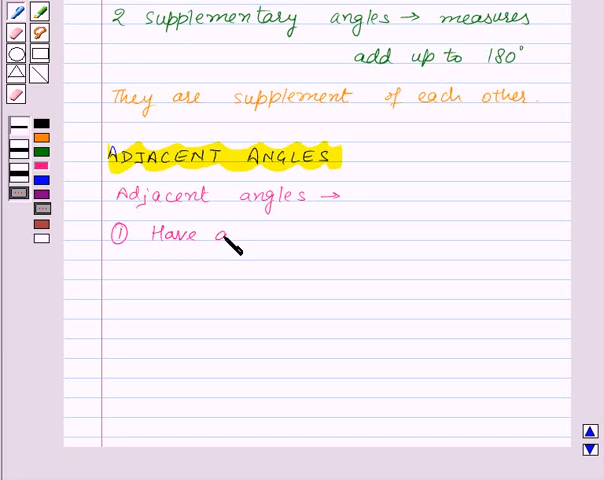 2 supplementary angles → measures
add up to 180°
They are supplement of each other.
ADJACENT ANGLES
Adjacent angles →
① Have a